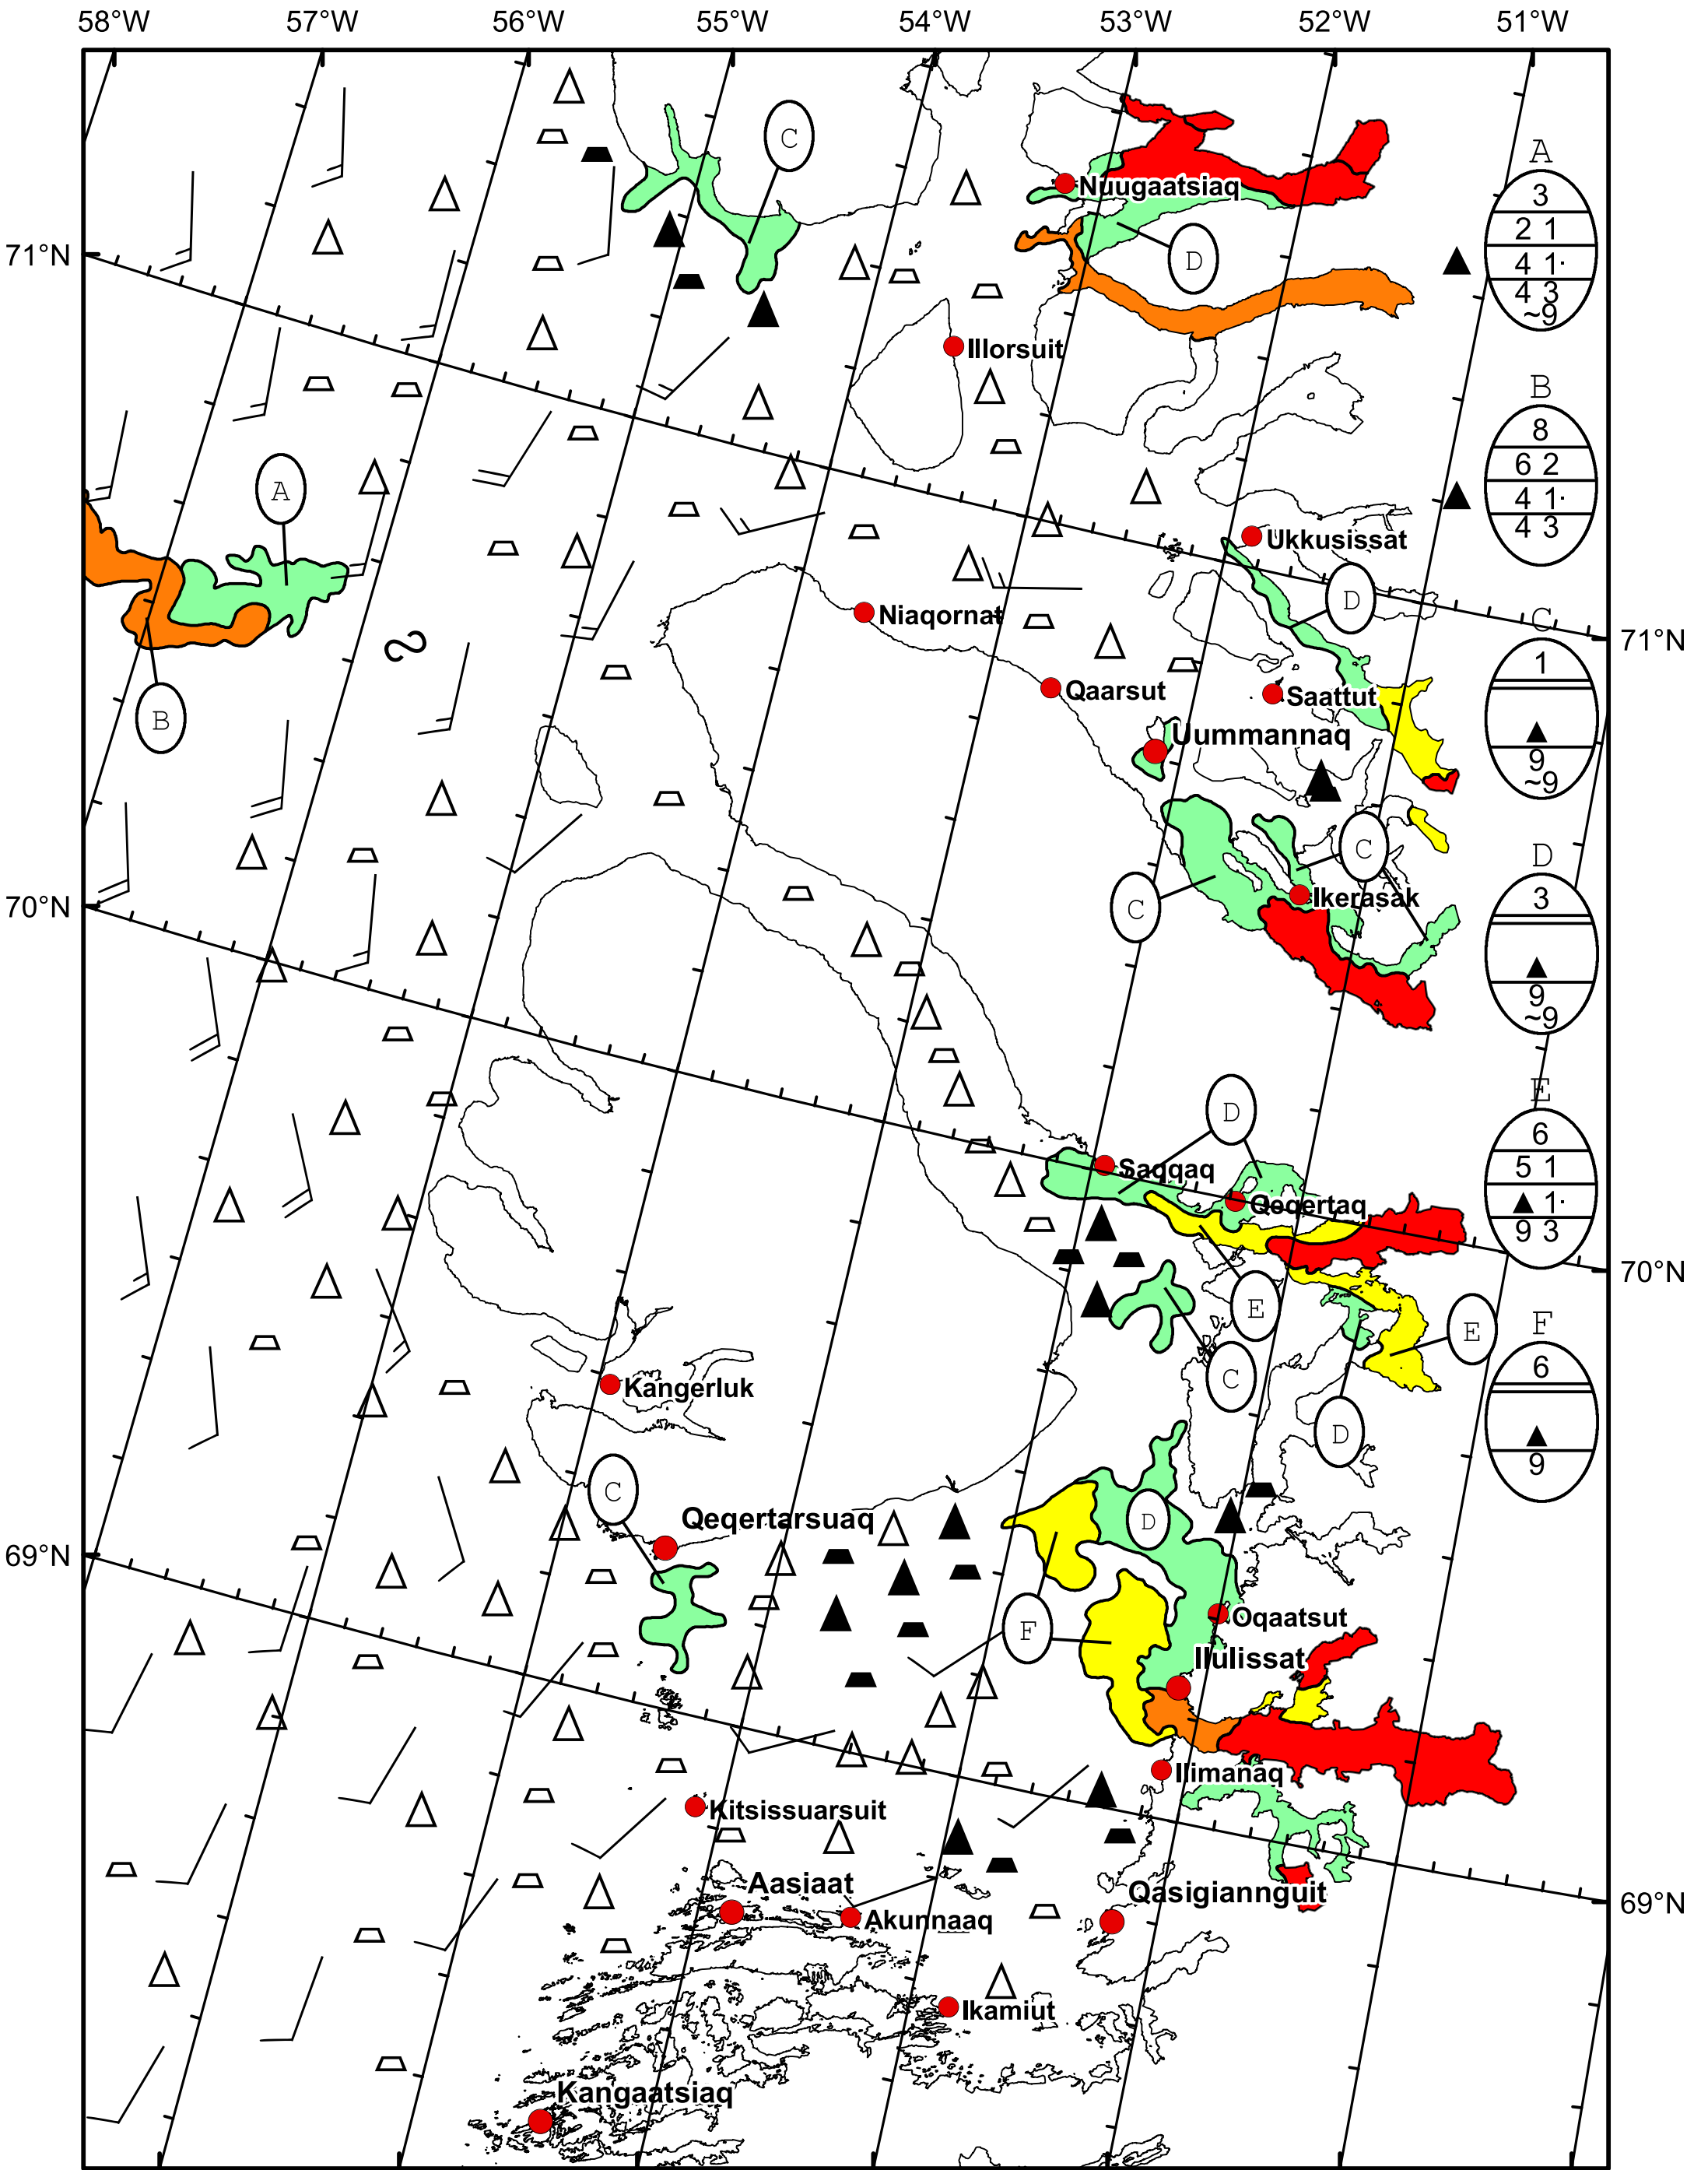 58°W 57°W 56°W 55°W 54°W 53°W 52°W 51°W
C
A
3
Nuugaatsiaq
2 1
71°N
D
4 1·
4 3
~9
Illorsuit
B
8
A
6 2
4 1·
4 3
Ukkusissat
D
Niaqornat
C
71°N
1
Qaarsut
Saattut
B
Uummannaq
9
~9
C
D
Ikerasak
3
70°N
C
9
~9
D
E
6
Saqqaq
5 1
Qeqertaq
1·
9 3
70°N
E
E
F
6
C
Kangerluk
D
9
C
Qeqertarsuaq
D
69°N
Oqaatsut
F
Ilulissat
Ilimanaq
Kitsissuarsuit
Aasiaat
Qasigiannguit
69°N
Akunnaaq
Ikamiut
Kangaatsiaq